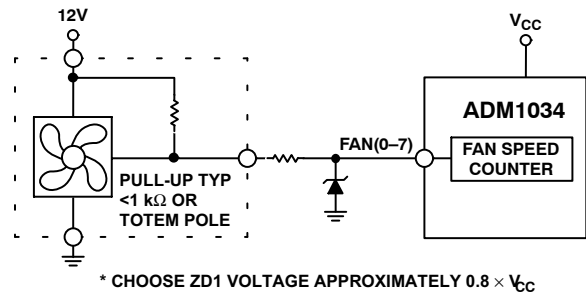 12V
VCC
ADM1034
FAN(0–7)
FAN SPEED
COUNTER
PULL-UP TYP
<1 kΩ OR
TOTEM POLE
* CHOOSE ZD1 VOLTAGE APPROXIMATELY 0.8 × VCC